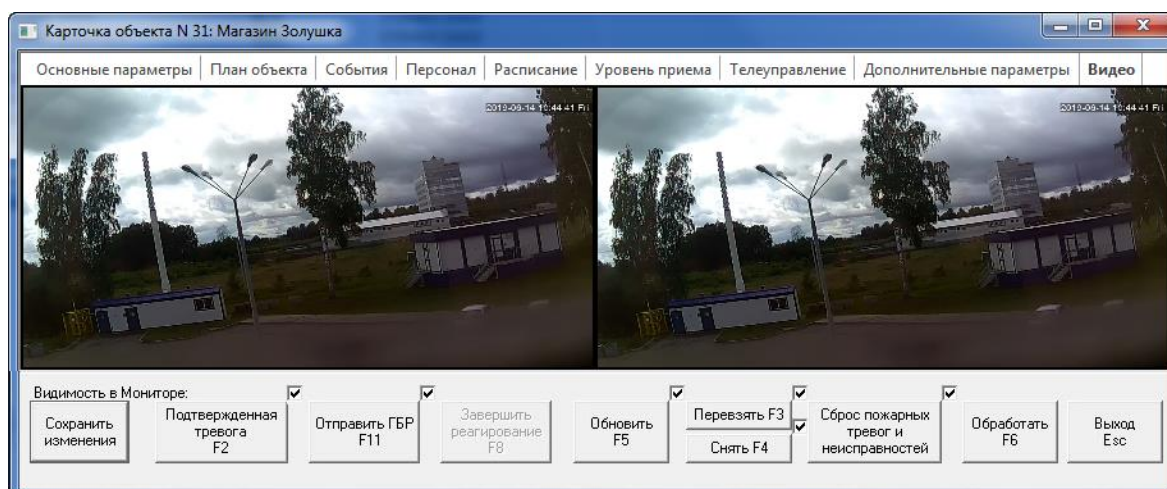 Карточка объекта N 31: Магазин Золушка
Основные параметры План объекта События Персонал Расписание Уровень приема Телеуправление Дополнительные параметры Видео
Видимость в Мониторе:
Сохранить
изменения
Подтвержденная
тревога
F2
Отправить ГБР
F11
Завершить
реагирование
F8
Обновить
F5
Перевзять F3
Снять F4
Сброс пожарных
тревог и
неисправностей
Обработать
F6
Выход
Esc